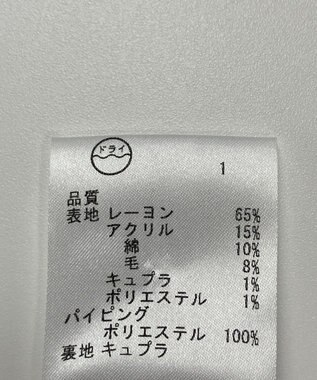 ドライ
1
品質
表地 レーヨン 65%
アクリル 15%
綿 10%
毛 8%
キュプラ 1%
ポリエステル 1%
パイピング
ポリエステル 100%
裏地 キュプラ